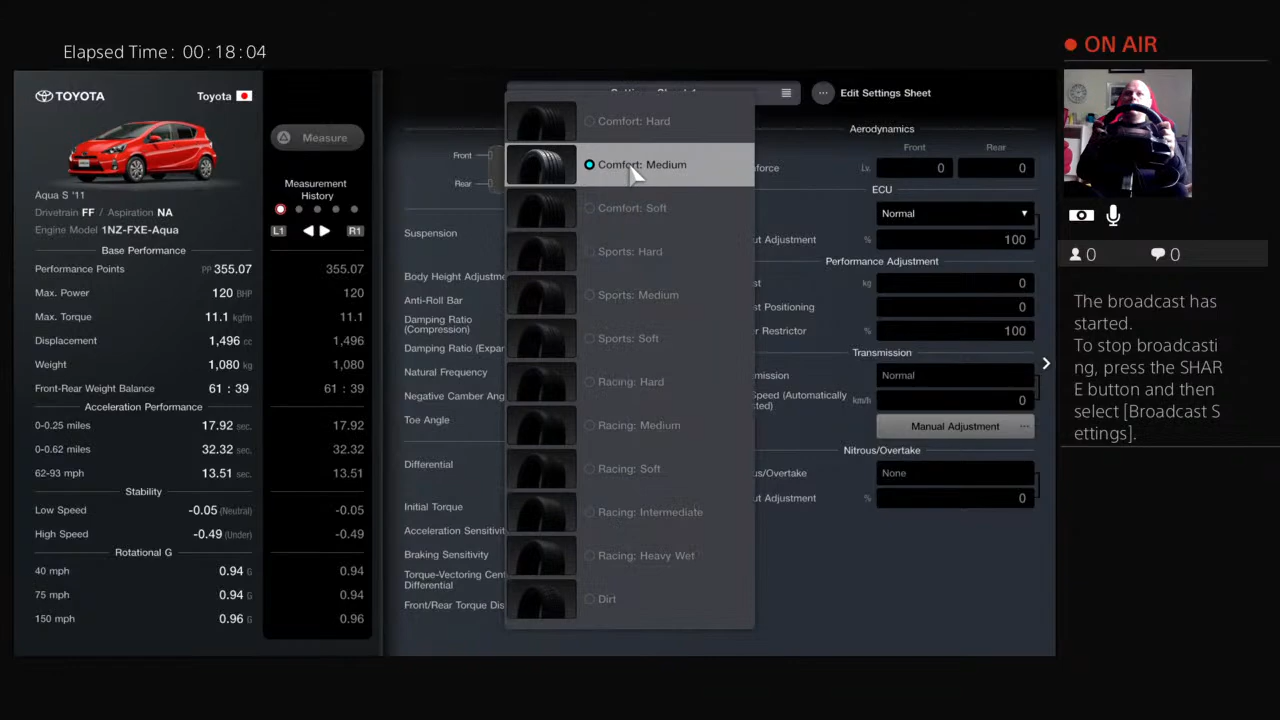 Elapsed Time: 00:18:04
ON AIR
TOYOTA
Toyota
Aqua S '11
Drivetrain FF / Aspiration NA
Engine Model 1NZ-FXE-Aqua
Base Performance
Performance Points PP 355.07
Max. Power 120 BHP
Max. Torque 11.1 kgfm
Displacement 1,496 cc
Weight 1,080 kg
Front-Rear Weight Balance 61 : 39
Acceleration Performance
0-0.25 miles 17.92 sec.
0-0.62 miles 32.32 sec.
62-93 mph 13.51 sec.
Stability
Low Speed -0.05 (Neutral)
High Speed -0.49 (Under)
Rotational G
40 mph 0.94 G
75 mph 0.94 G
150 mph 0.96 G
Measure
Measurement
History
L1 R1
355.07
120
11.1
1,496
1,080
61 : 39
17.92
32.32
13.51
-0.05
-0.49
0.94
0.94
0.96
Edit Settings Sheet
Front
Rear
Suspension
Body Height Adjustme
Anti-Roll Bar
Damping Ratio
(Compression)
Damping Ratio (Expan
Natural Frequency
Negative Camber Ang
Toe Angle
Differential
Initial Torque
Acceleration Sensitivi
Braking Sensitivity
Torque-Vectoring Cen
Differential
Front/Rear Torque Dis
Comfort: Hard
Comfort: Medium
Comfort: Soft
Sports: Hard
Sports: Medium
Sports: Soft
Racing: Hard
Racing: Medium
Racing: Soft
Racing: Intermediate
Racing: Heavy Wet
Dirt
Aerodynamics
Front Rear
force Lv. 0 0
ECU
Normal
ut Adjustment % 100
Performance Adjustment
st kg 0
st Positioning 0
r Restrictor % 100
Transmission
mission Normal
Speed (Automatically
ted) km/h 0
Manual Adjustment
Nitrous/Overtake
us/Overtake None
ut Adjustment % 0
0 0
The broadcast has
started.
To stop broadcasti
ng, press the SHAR
E button and then
select [Broadcast S
ettings].